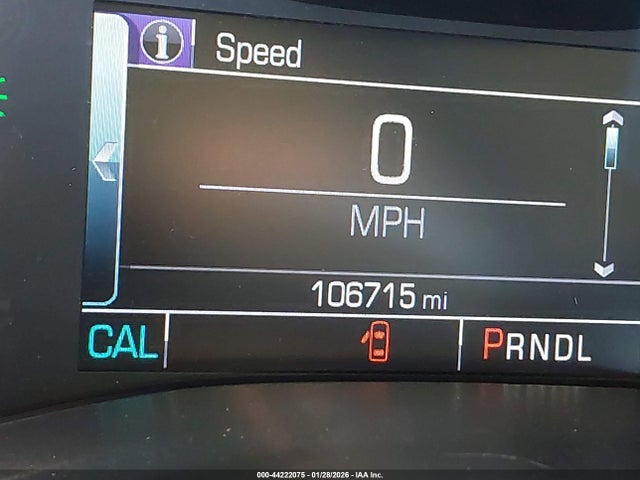 i Speed
0
MPH
106715 mi
CAL PRNDL
000-44222075 - 01/28/2026 - IAA Inc.